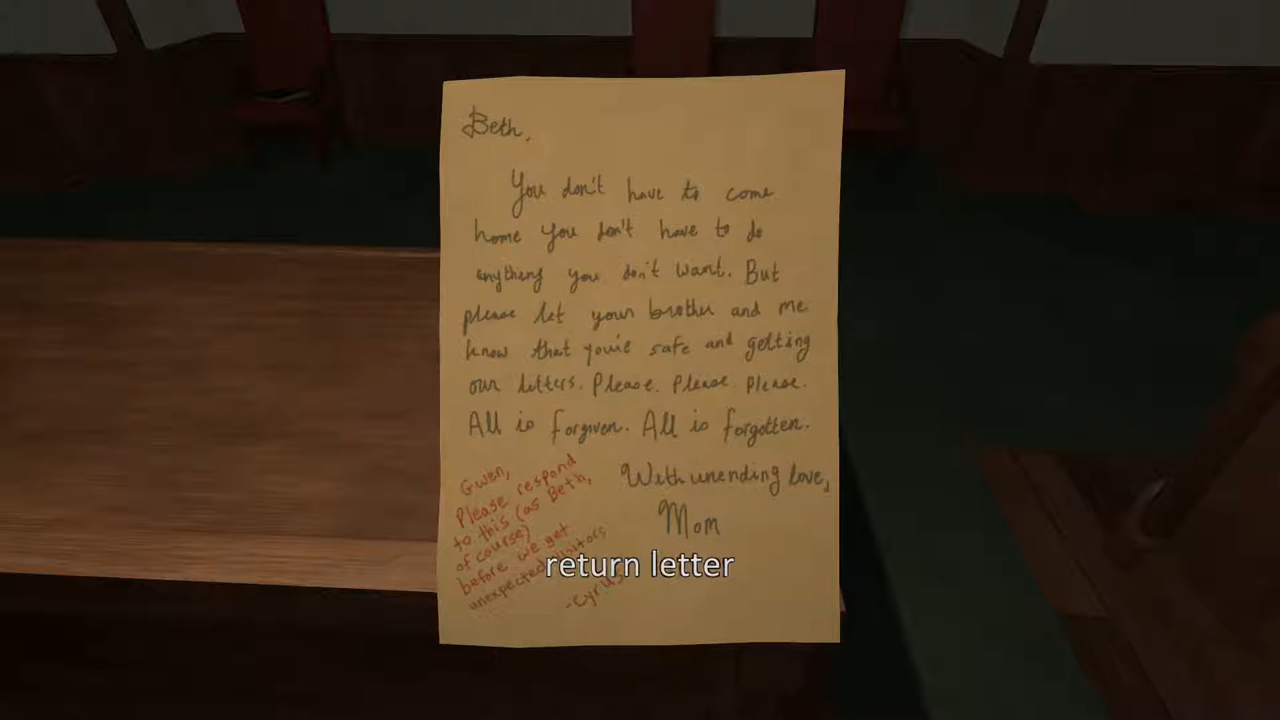 Beth,
You don't have to come
home you don't have to do
anything you don't want. But
please let your brother and me
know that you're safe and getting
our letters. Please. Please. Please.
All is forgiven. All is forgotten.
With unending love,
Mom
Gwen,
Please respond
to this (as Beth,
of course)
before we get
unexpected visitors
-Cyrus
return letter